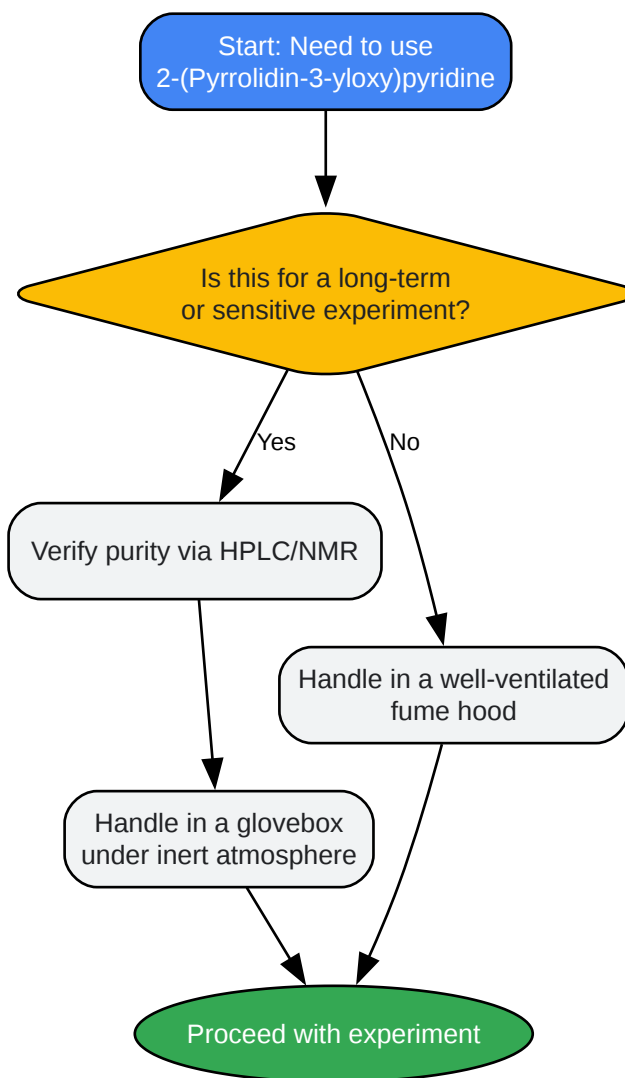 Start: Need to use
2-(Pyrrolidin-3-yloxy)pyridine
Is this for a long-term
or sensitive experiment?
Yes
No
Verify purity via HPLC/NMR
Handle in a well-ventilated
fume hood
Handle in a glovebox
under inert atmosphere
Proceed with experiment